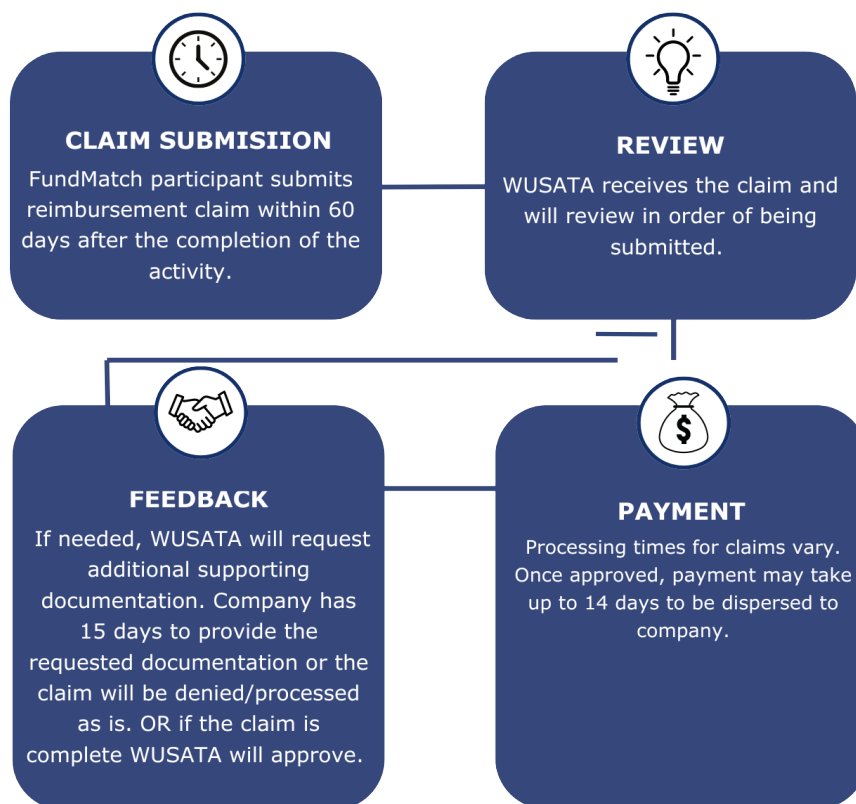 CLAIM SUBMISIION
FundMatch participant submits
reimbursement claim within 60
days after the completion of the
activity.
REVIEW
WUSATA receives the claim and
will review in order of being
submitted.
FEEDBACK
If needed, WUSATA will request
additional supporting
documentation. Company has
15 days to provide the
requested documentation or the
claim will be denied/processed
as is. OR if the claim is
complete WUSATA will approve.
$
PAYMENT
Processing times for claims vary.
Once approved, payment may take
up to 14 days to be dispersed to
company.